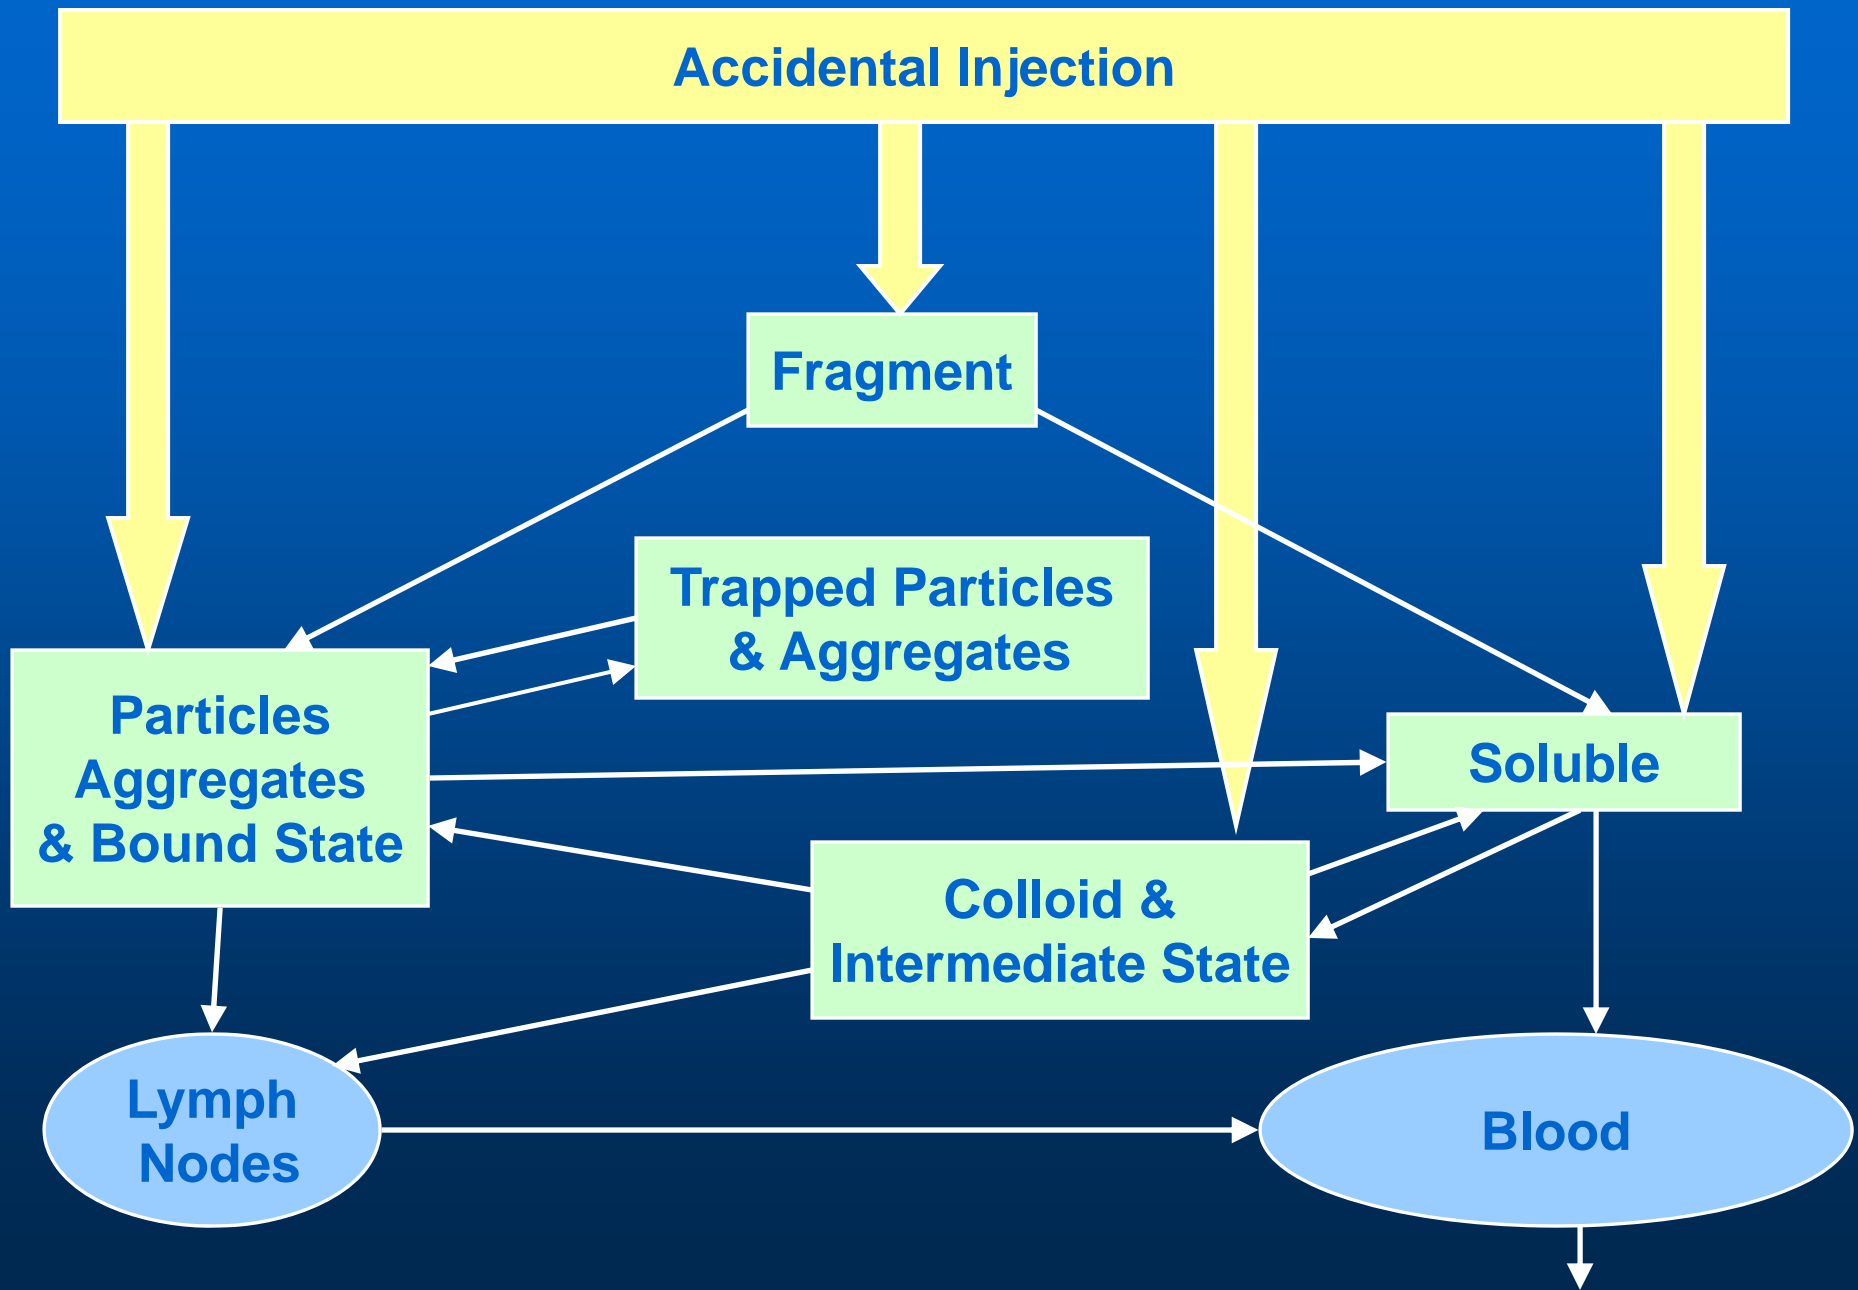 Accidental Injection
Fragment
Trapped Particles
& Aggregates
Particles
Aggregates
& Bound State
Soluble
Colloid &
Intermediate State
Lymph
Nodes
Blood